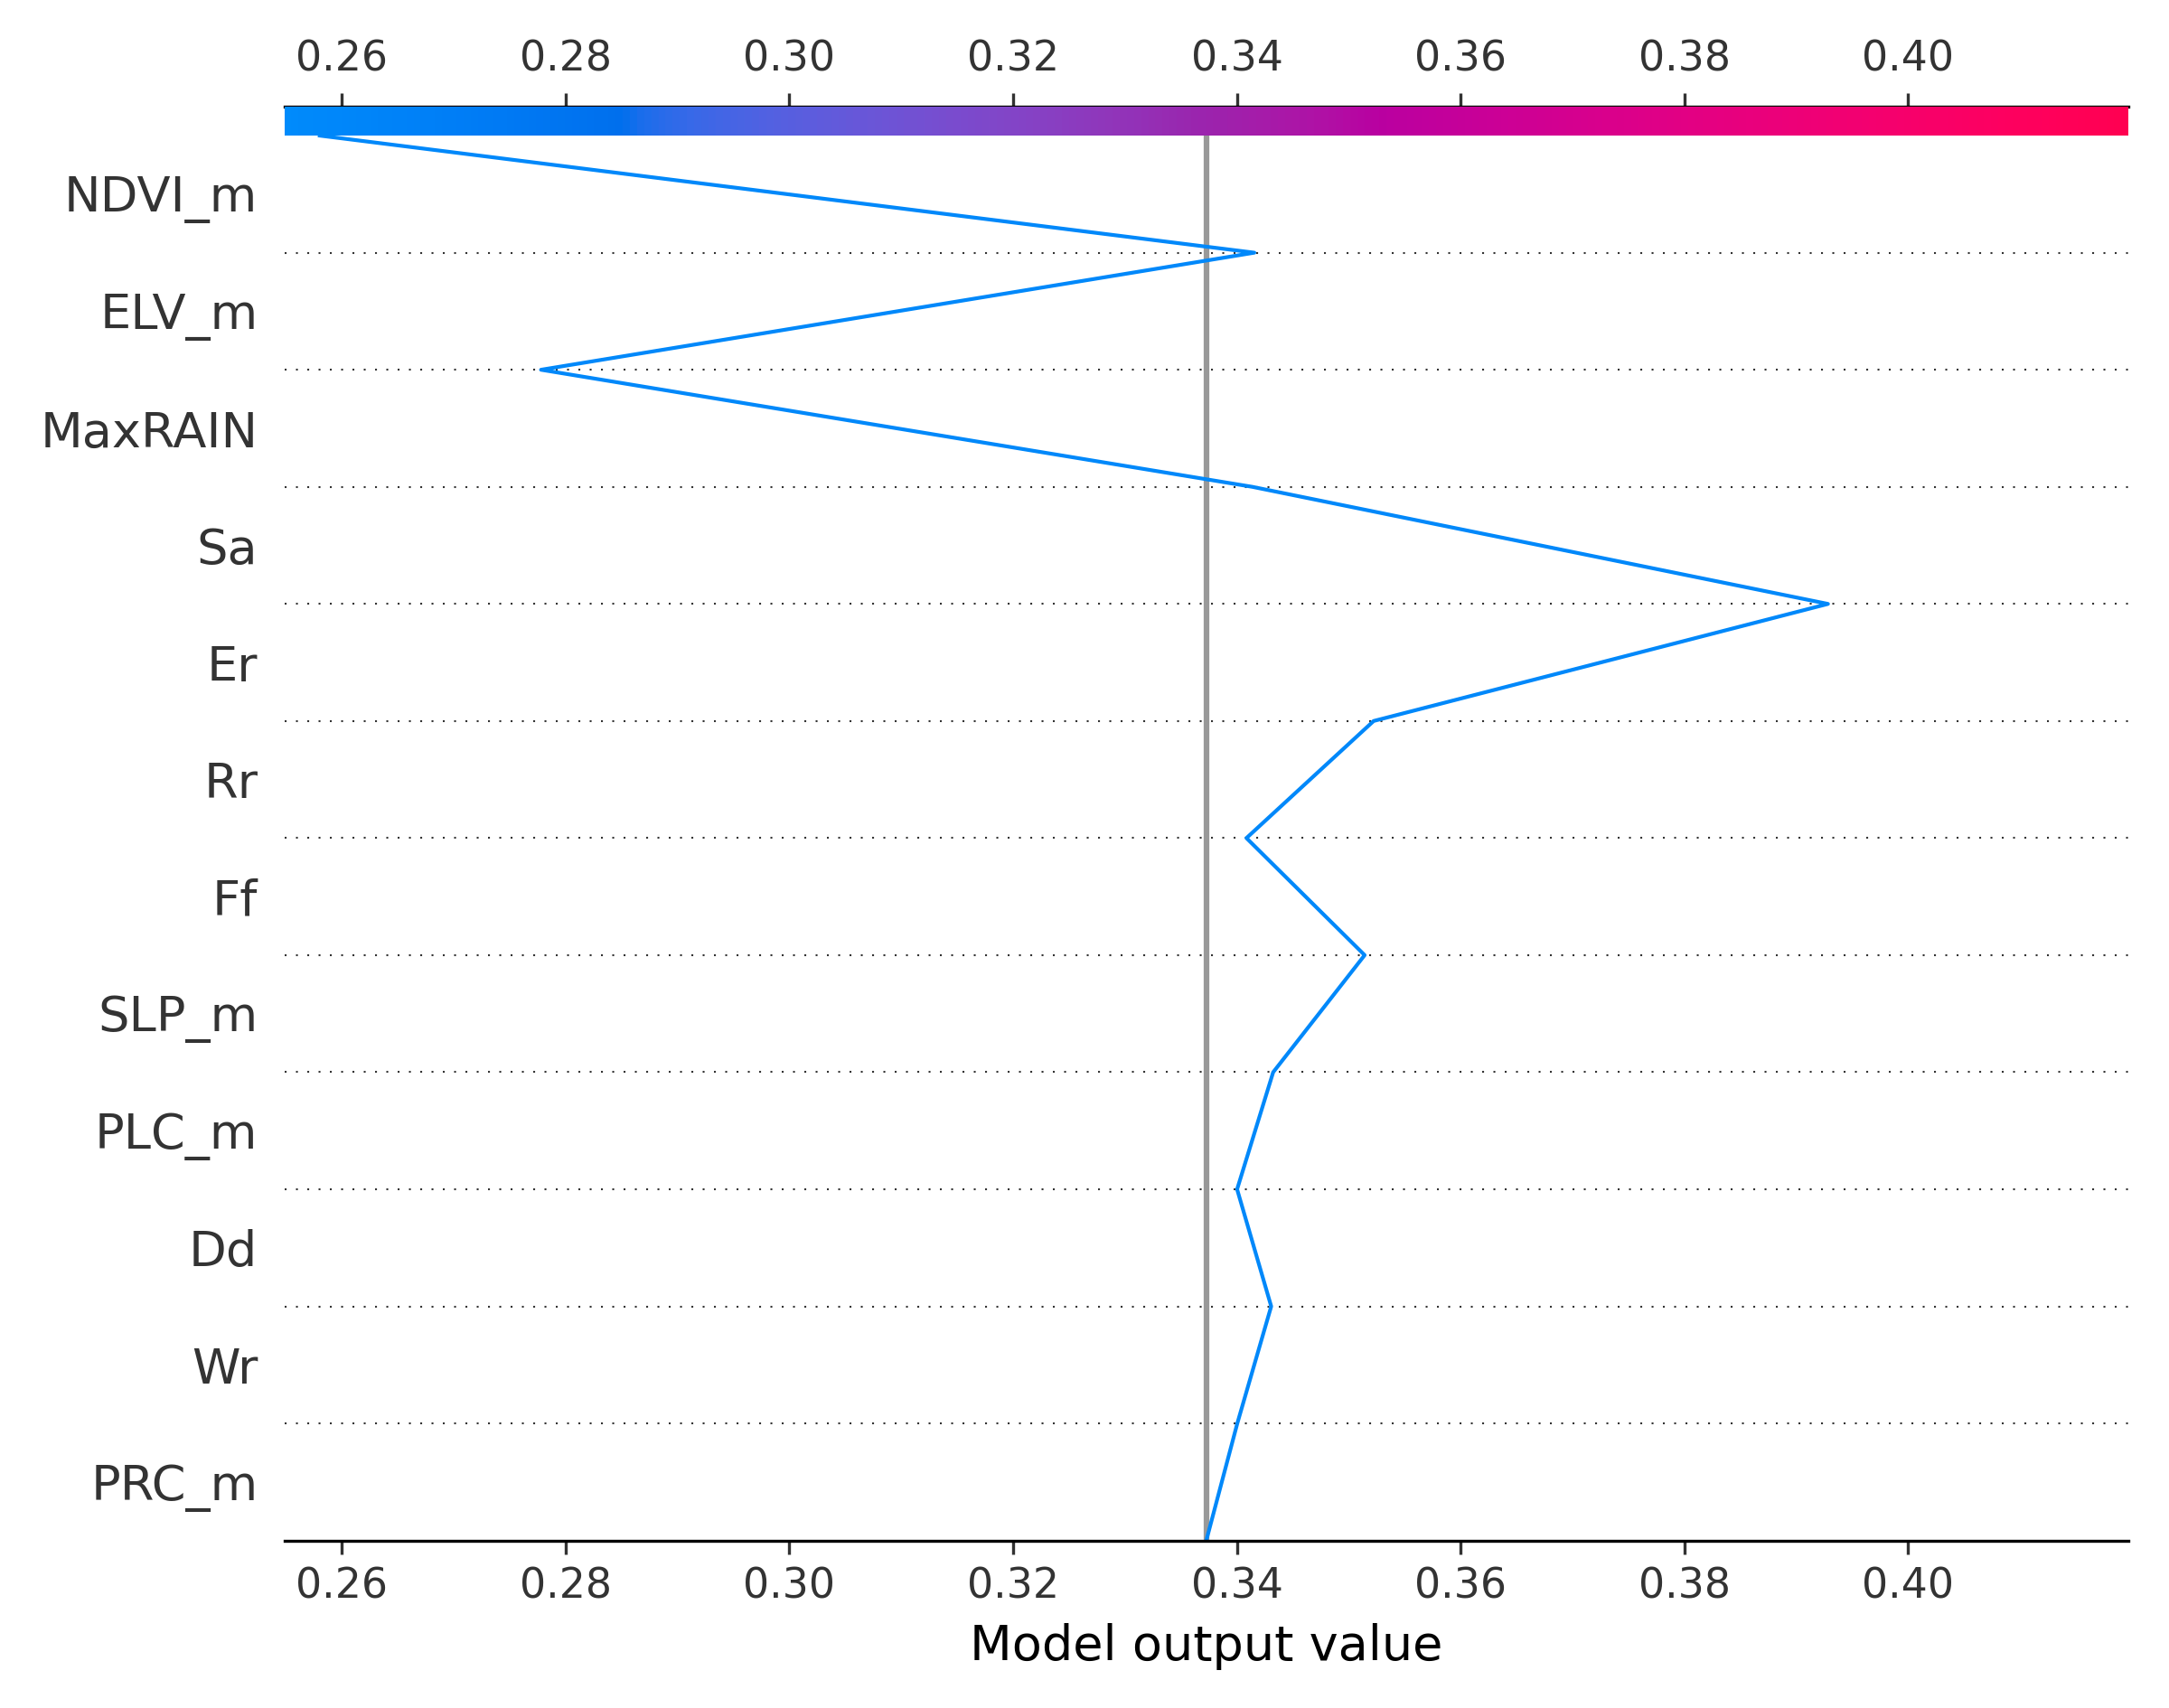 0.26 0.28 0.30 0.32 0.34 0.36 0.38 0.40
NDVI_m
ELV_m
MaxRAIN
Sa
Er
Rr
Ff
SLP_m
PLC_m
Dd
Wr
PRC_m
0.26 0.28 0.30 0.32 0.34 0.36 0.38 0.40
Model output value